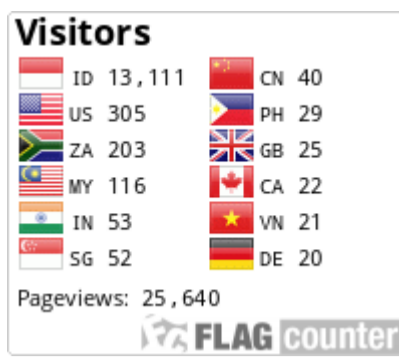 Visitors
ID 13,111 CN 40
US 305 PH 29
ZA 203 GB 25
MY 116 CA 22
IN 53 VN 21
SG 52 DE 20
Pageviews: 25,640
FLAG counter